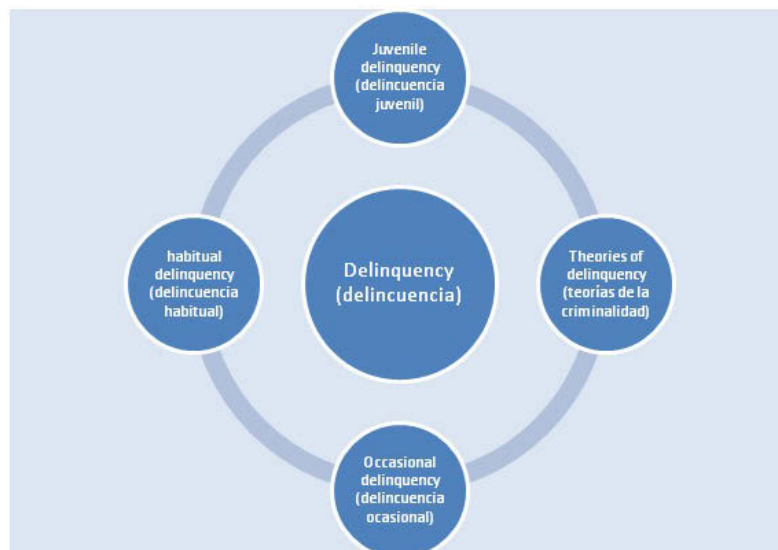 Juvenile
delinquency
(delincuencia
juvenil)
habitual
delinquency
(delincuencia
habitual)
Delinquency
(delincuencia)
Theories of
delinquency
(teorías de la
criminalidad)
Occasional
delinquency
(delincuencia
ocasional)